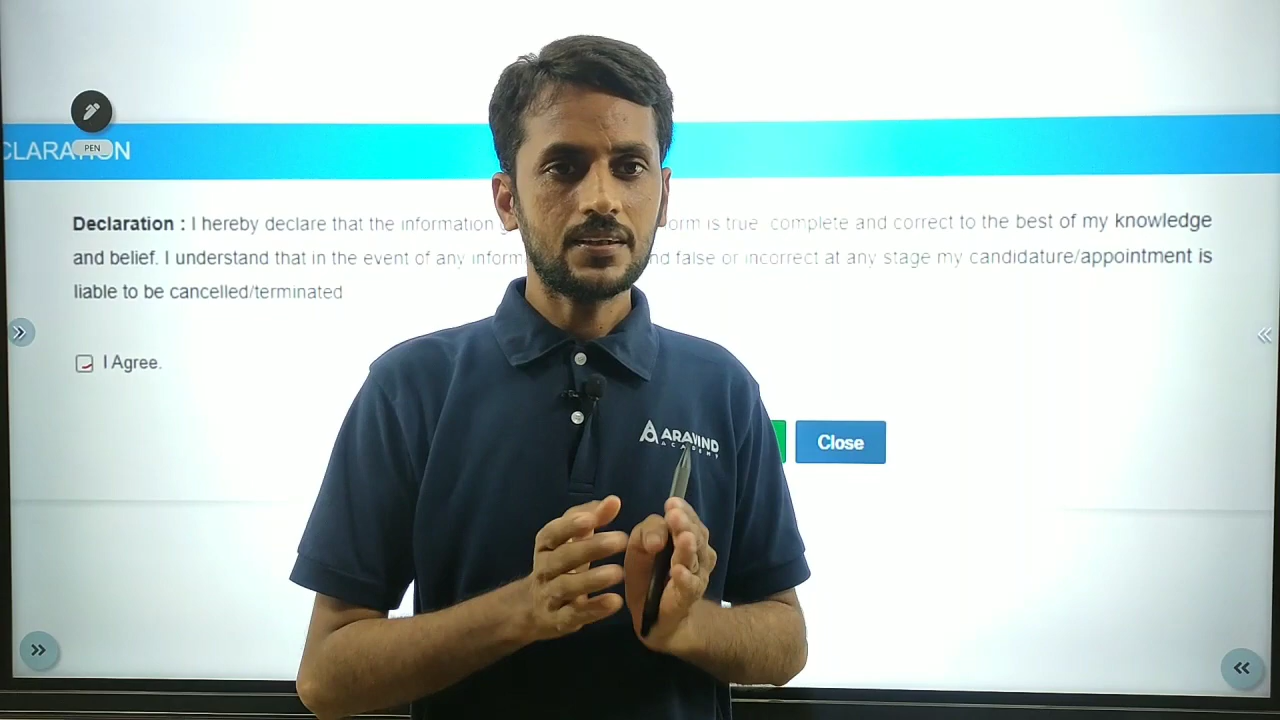 PEN
CLARATION
Declaration : I hereby declare that the information orm is true complete and correct to the best of my knowledge
and belief. I understand that in the event of any inform nd false or incorrect at any stage my candidature/appointment is
liable to be cancelled/terminated
I Agree.
ARAVIND
ACADEMY
Close